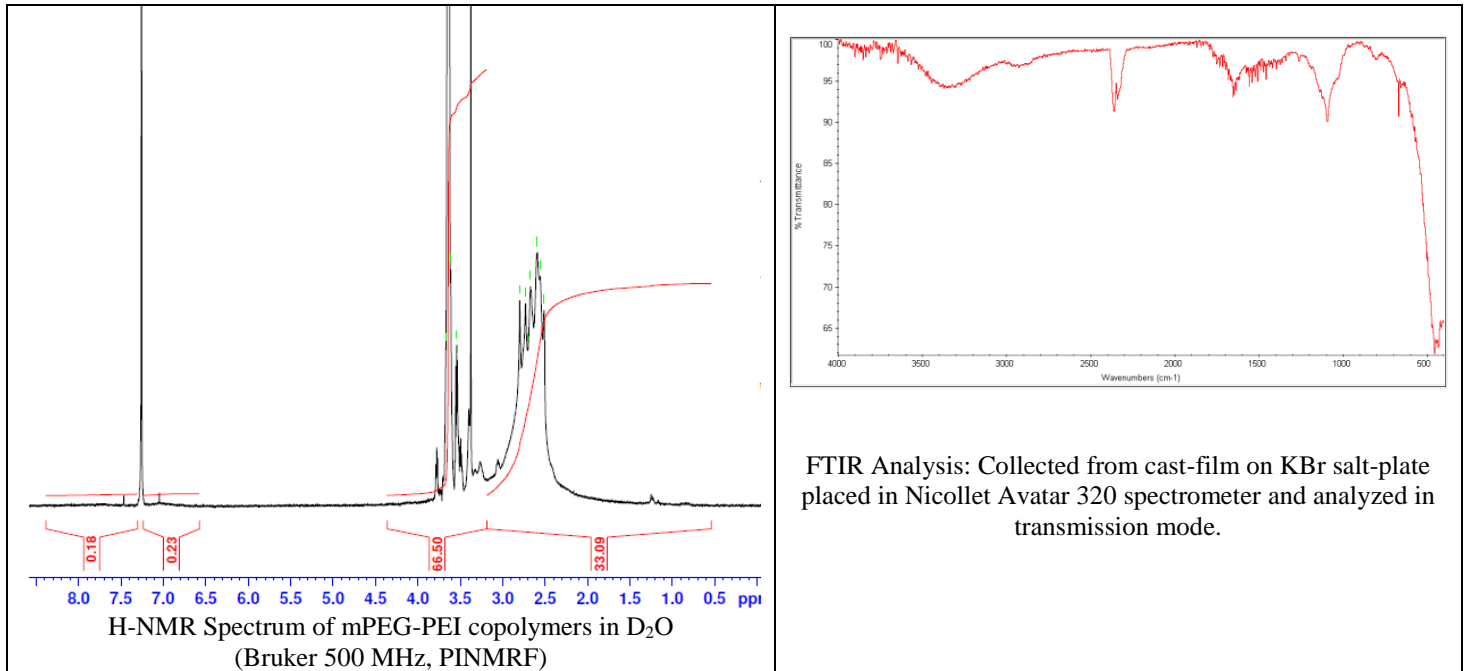 0.18
0.23
66.50
33.09
8.0 7.5 7.0 6.5 6.0 5.5 5.0 4.5 4.0 3.5 3.0 2.5 2.0 1.5 1.0 0.5
H-NMR Spectrum of mPEG-PEI copolymers in D₂O
(Bruker 500 MHz, PINMRF)
100
95
90
85
80
75
70
65
%Transmittance
4000 3500 3000 2500 2000 1500 1000 500
Wavenumbers (cm-1)
FTIR Analysis: Collected from cast-film on KBr salt-plate
placed in Nicollet Avatar 320 spectrometer and analyzed in
transmission mode.